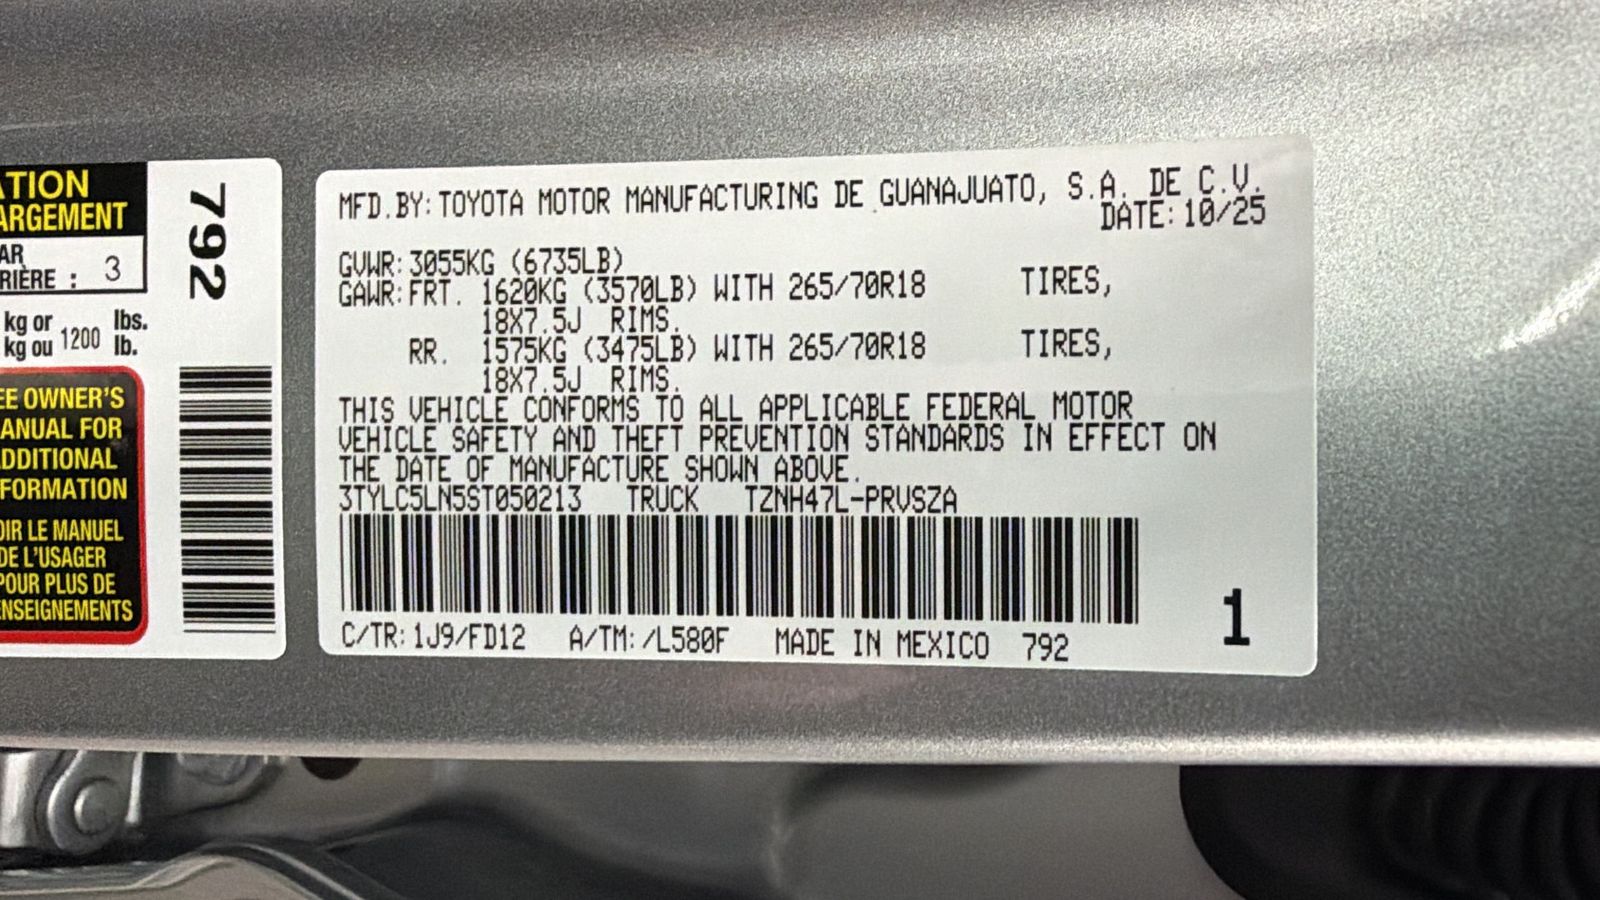 ATION
ARGEMENT
AR
RIÈRE : 3
kg or 1200 lbs.
kg ou lb.
EE OWNER'S
ANUAL FOR
DDITIONAL
FORMATION
OIR LE MANUEL
DE L'USAGER
POUR PLUS DE
ENSEIGNEMENTS
792
MFD.BY:TOYOTA MOTOR MANUFACTURING DE GUANAJUATO, S.A. DE C.V.
DATE:10/25
GVWR:3055KG (6735LB)
GAWR:FRT. 1620KG (3570LB) WITH 265/70R18 TIRES,
18X7.5J RIMS.
RR. 1575KG (3475LB) WITH 265/70R18 TIRES,
18X7.5J RIMS.
THIS VEHICLE CONFORMS TO ALL APPLICABLE FEDERAL MOTOR
VEHICLE SAFETY AND THEFT PREVENTION STANDARDS IN EFFECT ON
THE DATE OF MANUFACTURE SHOWN ABOVE.
3TYLC5LN5ST050213 TRUCK TZNH47L-PRVSZA
1
C/TR:1J9/FD12 A/TM:/L580F MADE IN MEXICO 792